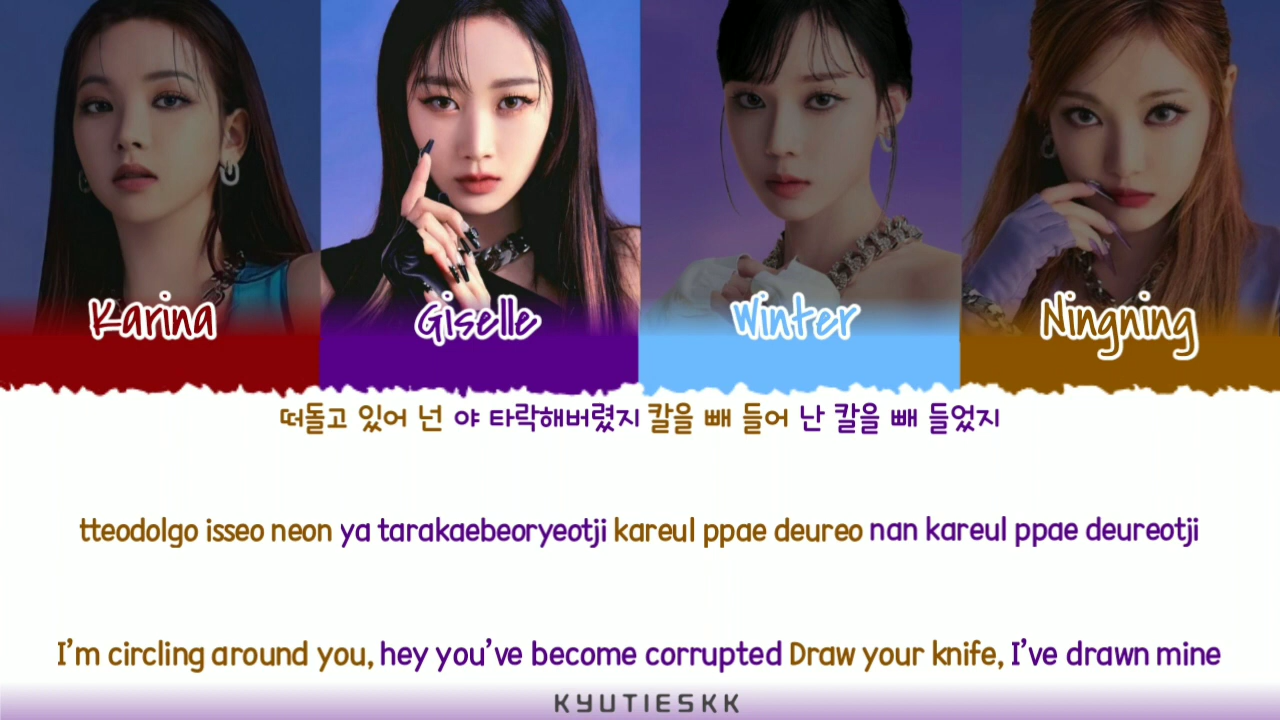 Karina Giselle Winter Ningning
떠돌고 있어 넌 야 타락해버렸지 칼을 빼 들어 난 칼을 빼 들었지
tteodolgo isseo neon ya tarakaebeoryeotji kareul ppae deureo nan kareul ppae deureotji
I'm circling around you, hey you've become corrupted Draw your knife, I've drawn mine
KYUTIESKK